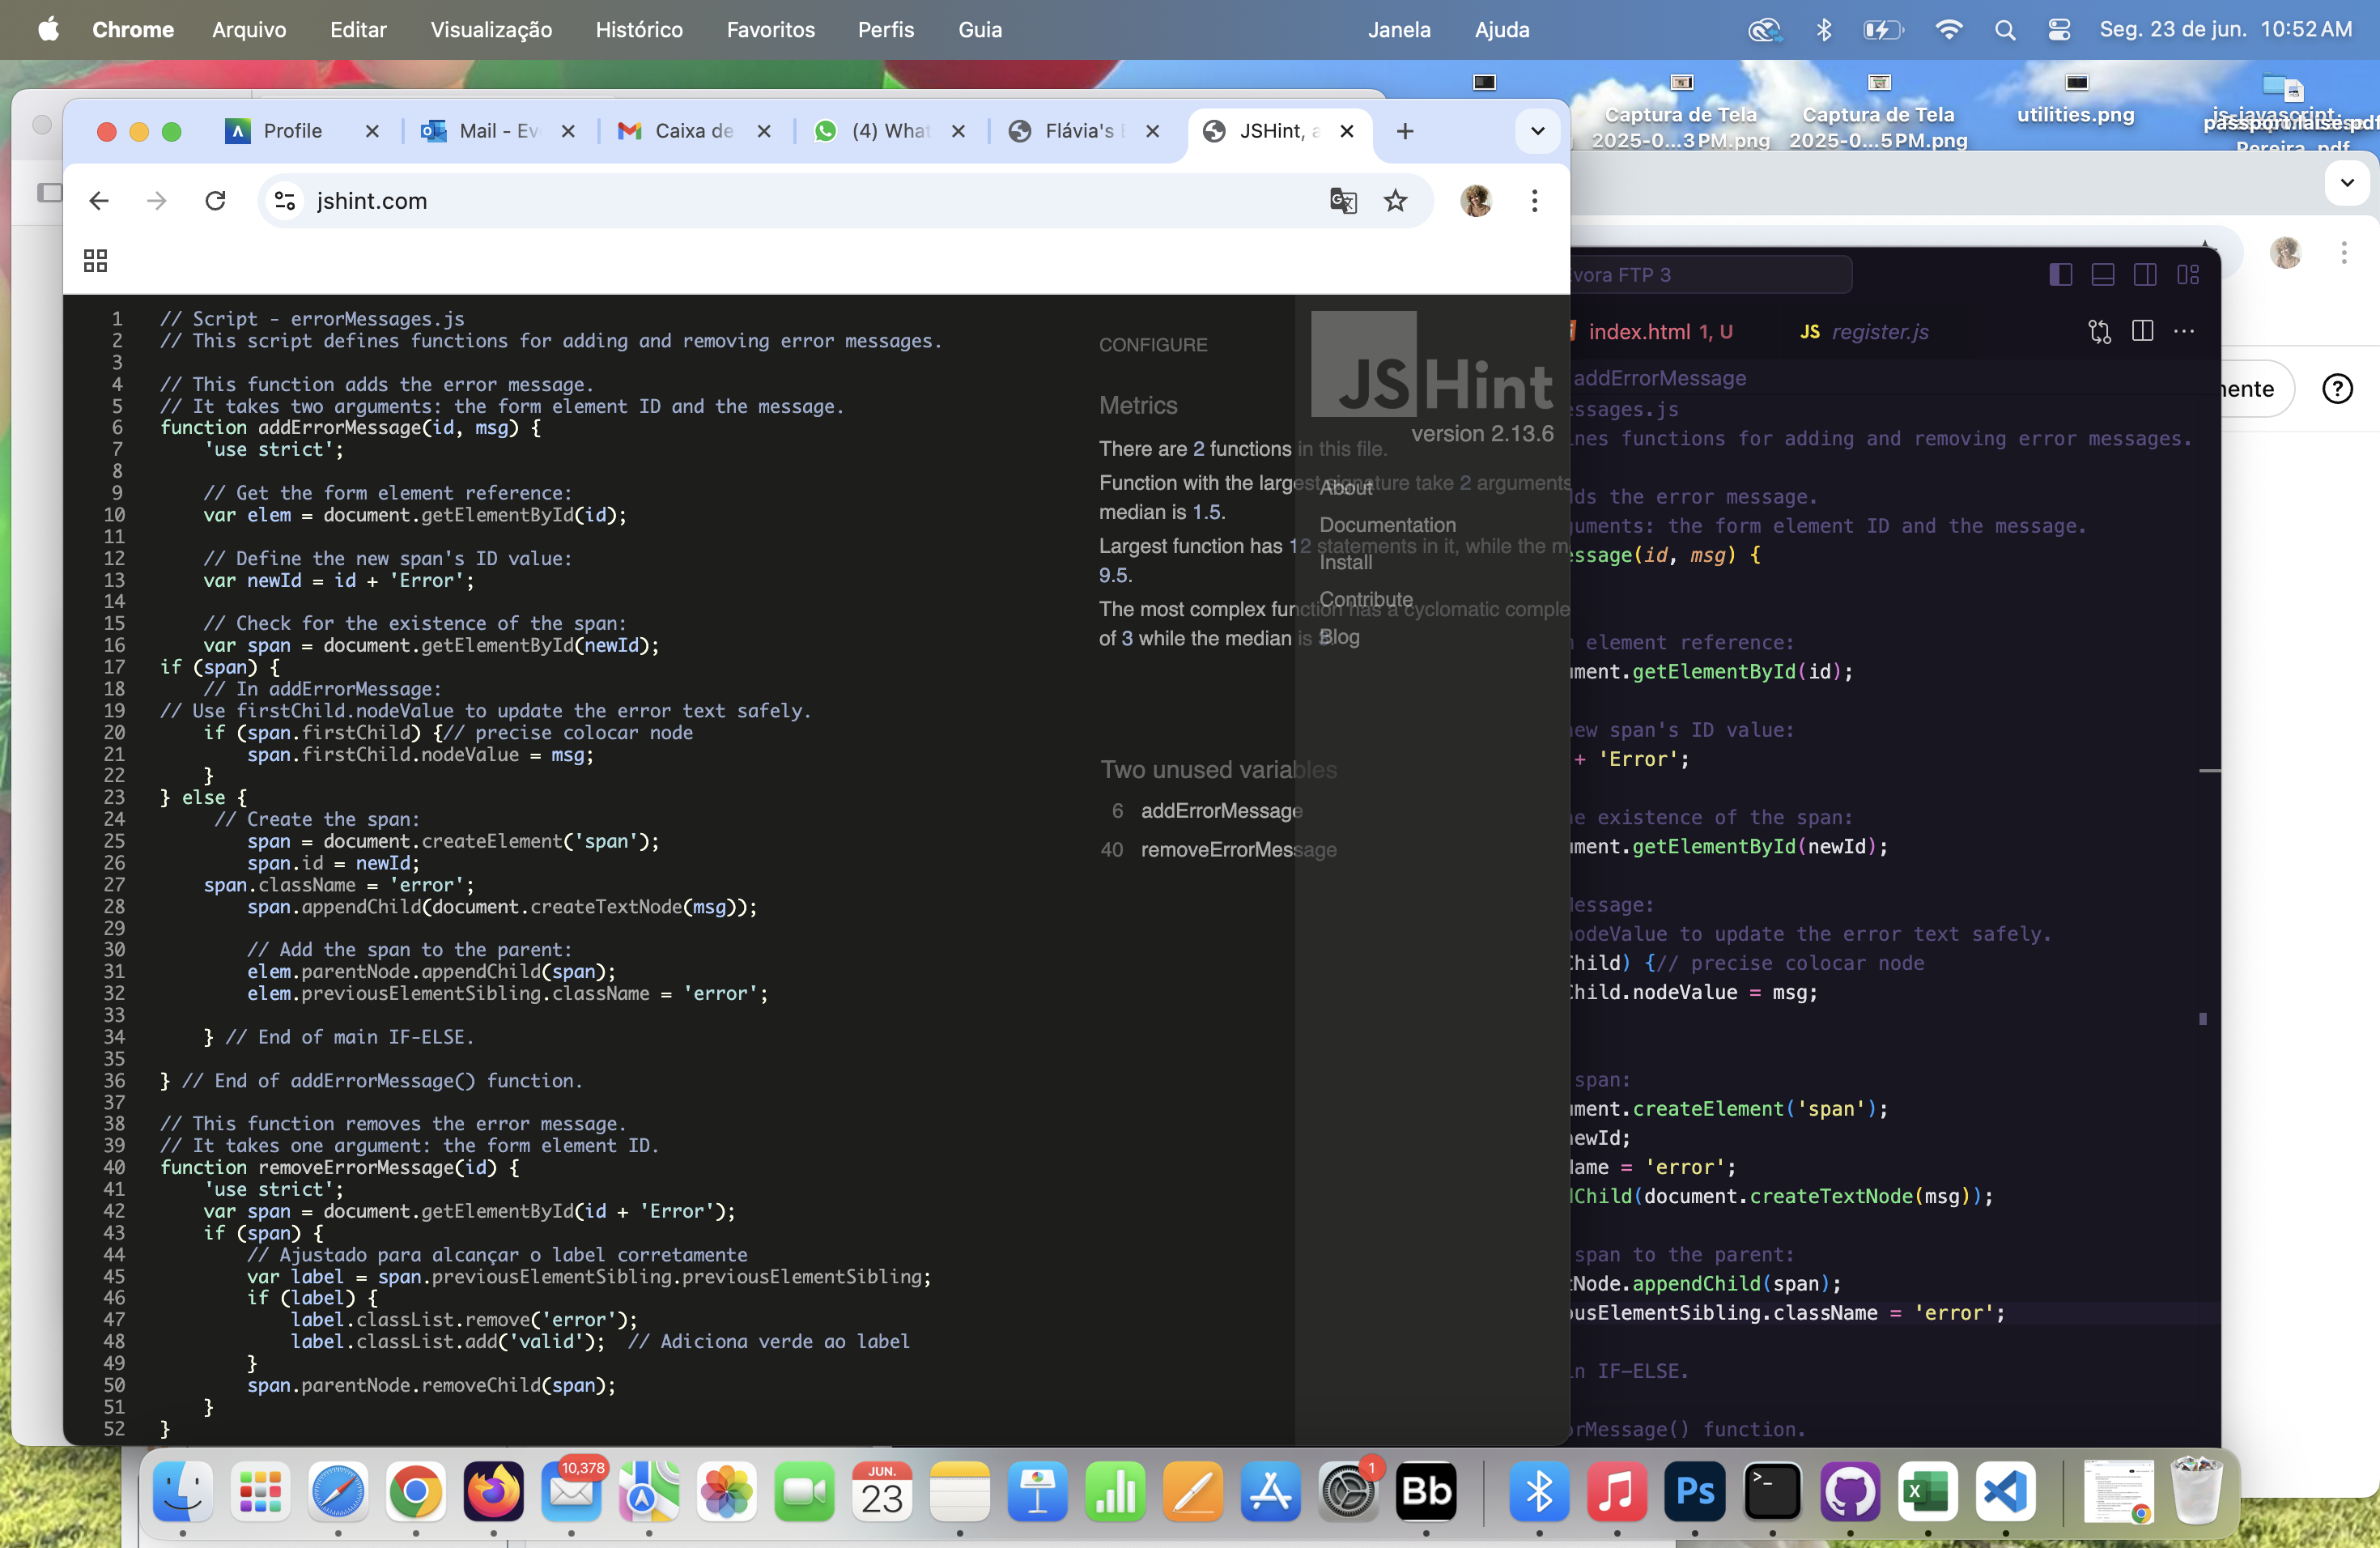 Chrome Arquivo Editar Visualização Histórico Favoritos Perfis Guia Janela Ajuda Seg. 23 de jun. 10:52 AM
Captura de Tela 2025-0...3 PM.png
Captura de Tela 2025-0...5 PM.png
utilities.png
Profile
Mail - Ev
Caixa de
(4) What
Flávia's
JSHint, a
jshint.com
1 // Script - errorMessages.js
2 // This script defines functions for adding and removing error messages.
3
4 // This function adds the error message.
5 // It takes two arguments: the form element ID and the message.
6 function addErrorMessage(id, msg) {
7 'use strict';
8
9 // Get the form element reference:
10 var elem = document.getElementById(id);
11
12 // Define the new span's ID value:
13 var newId = id + 'Error';
14
15 // Check for the existence of the span:
16 var span = document.getElementById(newId);
17 if (span) {
18 // In addErrorMessage:
19 // Use firstChild.nodeValue to update the error text safely.
20 if (span.firstChild) {// precise colocar node
21 span.firstChild.nodeValue = msg;
22 }
23 } else {
24 // Create the span:
25 span = document.createElement('span');
26 span.id = newId;
27 span.className = 'error';
28 span.appendChild(document.createTextNode(msg));
29
30 // Add the span to the parent:
31 elem.parentNode.appendChild(span);
32 elem.previousElementSibling.className = 'error';
33
34 } // End of main IF-ELSE.
35
36 } // End of addErrorMessage() function.
37
38 // This function removes the error message.
39 // It takes one argument: the form element ID.
40 function removeErrorMessage(id) {
41 'use strict';
42 var span = document.getElementById(id + 'Error');
43 if (span) {
44 // Ajustado para alcançar o label corretamente
45 var label = span.previousElementSibling.previousElementSibling;
46 if (label) {
47 label.classList.remove('error');
48 label.classList.add('valid'); // Adiciona verde ao label
49 }
50 span.parentNode.removeChild(span);
51 }
52 }
CONFIGURE
Metrics
There are 2 functions in this file.
Function with the largest signature take 2 arguments
median is 1.5.
Largest function has 12 statements in it, while the m
9.5.
The most complex function has a cyclomatic comple
of 3 while the median is 3.
Two unused variables
6 addErrorMessage
40 removeErrorMessage
JSHint
version 2.13.6
About
Documentation
Install
Contribute
Blog
vora FTP 3
index.html 1, U
JS register.js
addErrorMessage
ssages.js
ines functions for adding and removing error messages.
ds the error message.
uments: the form element ID and the message.
ssage(id, msg) {
element reference:
ment.getElementById(id);
ew span's ID value:
+ 'Error';
e existence of the span:
ment.getElementById(newId);
essage:
nodeValue to update the error text safely.
Child) {// precise colocar node
Child.nodeValue = msg;
span:
ment.createElement('span');
ewId;
ame = 'error';
dChild(document.createTextNode(msg));
span to the parent:
tNode.appendChild(span);
ousElementSibling.className = 'error';
n IF-ELSE.
orMessage() function.
nente
?
10,378
JUN.
23
1
Bb
Ps